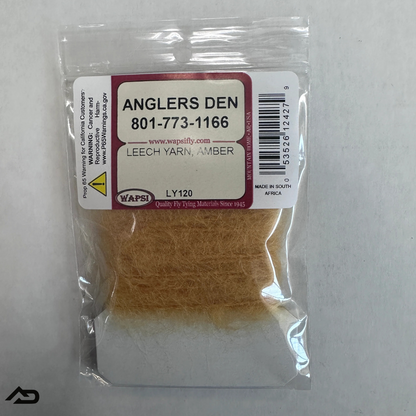 Prop 65 Warning for California Customers:
WARNING: Cancer and
Reproductive Harm-
www.P65Warnings.ca.gov
ANGLERS DEN
801-773-1166
www.wapsifly.com
LEECH YARN, AMBER
LY120
WAPSI
Quality Fly Tying Materials Since 1945
0 53526 12427 9
MADE IN SOUTH
AFRICA